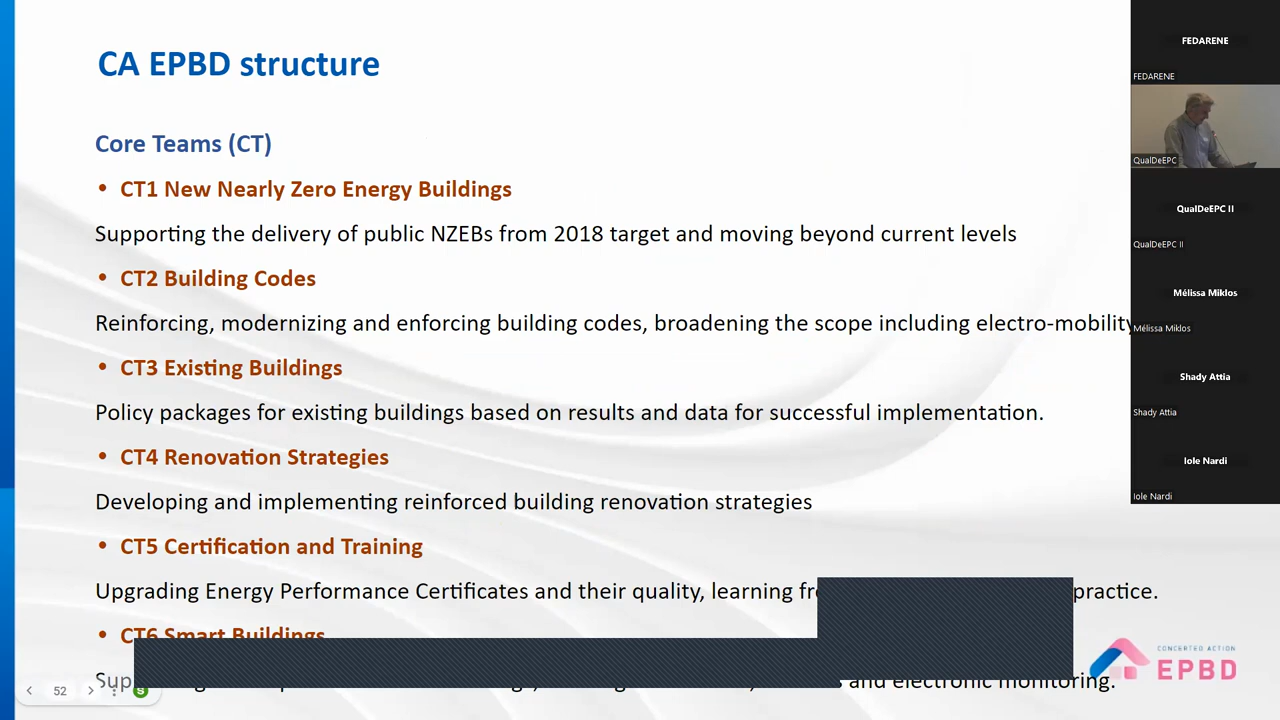 CA EPBD structure
Core Teams (CT)
• CT1 New Nearly Zero Energy Buildings
Supporting the delivery of public NZEBs from 2018 target and moving beyond current levels
• CT2 Building Codes
Reinforcing, modernizing and enforcing building codes, broadening the scope including electro-mobility
• CT3 Existing Buildings
Policy packages for existing buildings based on results and data for successful implementation.
• CT4 Renovation Strategies
Developing and implementing reinforced building renovation strategies
• CT5 Certification and Training
Upgrading Energy Performance Certificates and their quality, learning practice.
• CT6 Smart Buildings
and electronic monitoring.
52
CONCERTED ACTION
EPBD
FEDARENE
FEDARENE
QualDeEPC
QualDeEPC II
QualDeEPC II
Mélissa Miklos
Mélissa Miklos
Shady Attia
Shady Attia
Iole Nardi
Iole Nardi